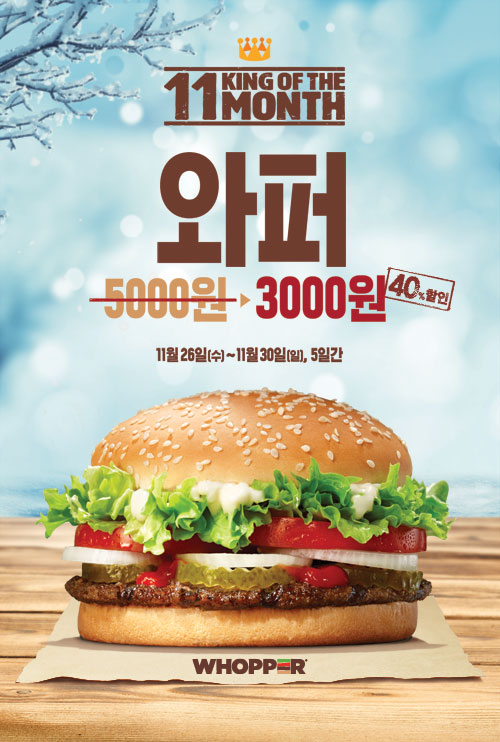 11 KING OF THE MONTH
와퍼
5000원 ▸ 3000원 40% 할인
11월 26일(수)~11월 30일(일), 5일간
WHOPPER